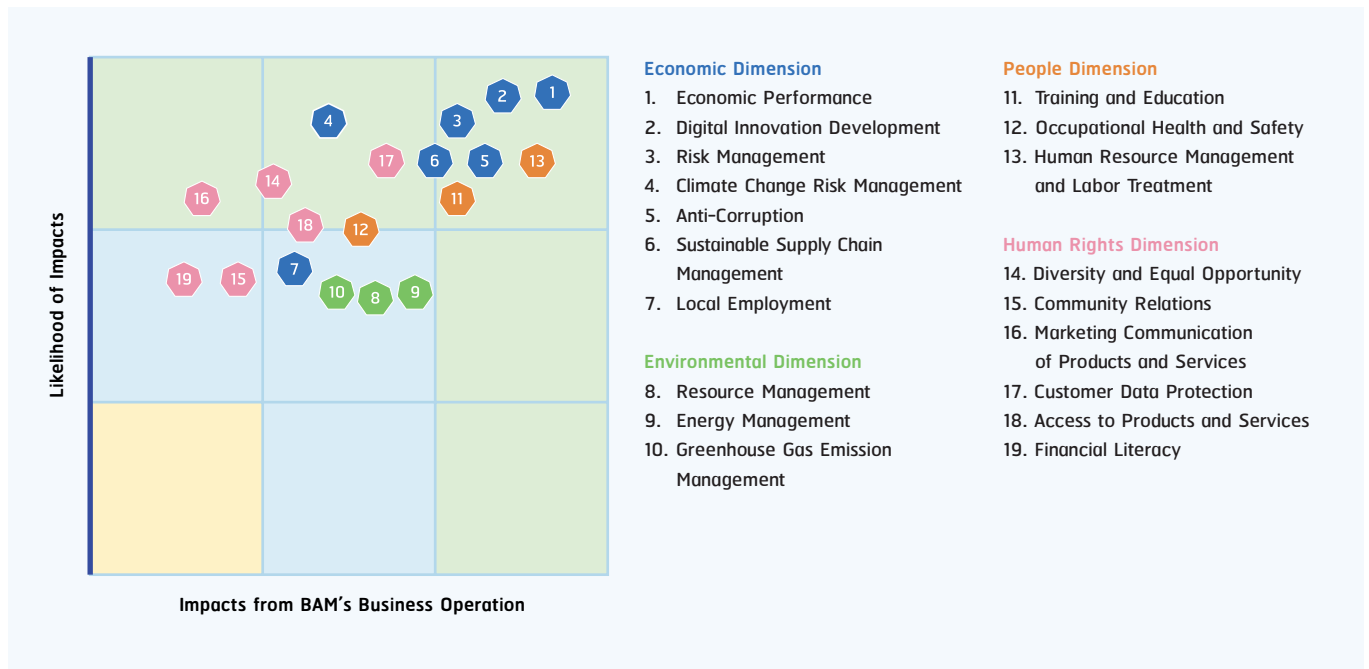 Likelihood of Impacts
2
1
4
3
17
6
5
13
14
16
11
18
12
7
19
15
10
8
9
Impacts from BAM's Business Operation
Economic Dimension
1. Economic Performance
2. Digital Innovation Development
3. Risk Management
4. Climate Change Risk Management
5. Anti-Corruption
6. Sustainable Supply Chain
Management
7. Local Employment
Environmental Dimension
8. Resource Management
9. Energy Management
10. Greenhouse Gas Emission
Management
People Dimension
11. Training and Education
12. Occupational Health and Safety
13. Human Resource Management
and Labor Treatment
Human Rights Dimension
14. Diversity and Equal Opportunity
15. Community Relations
16. Marketing Communication
of Products and Services
17. Customer Data Protection
18. Access to Products and Services
19. Financial Literacy